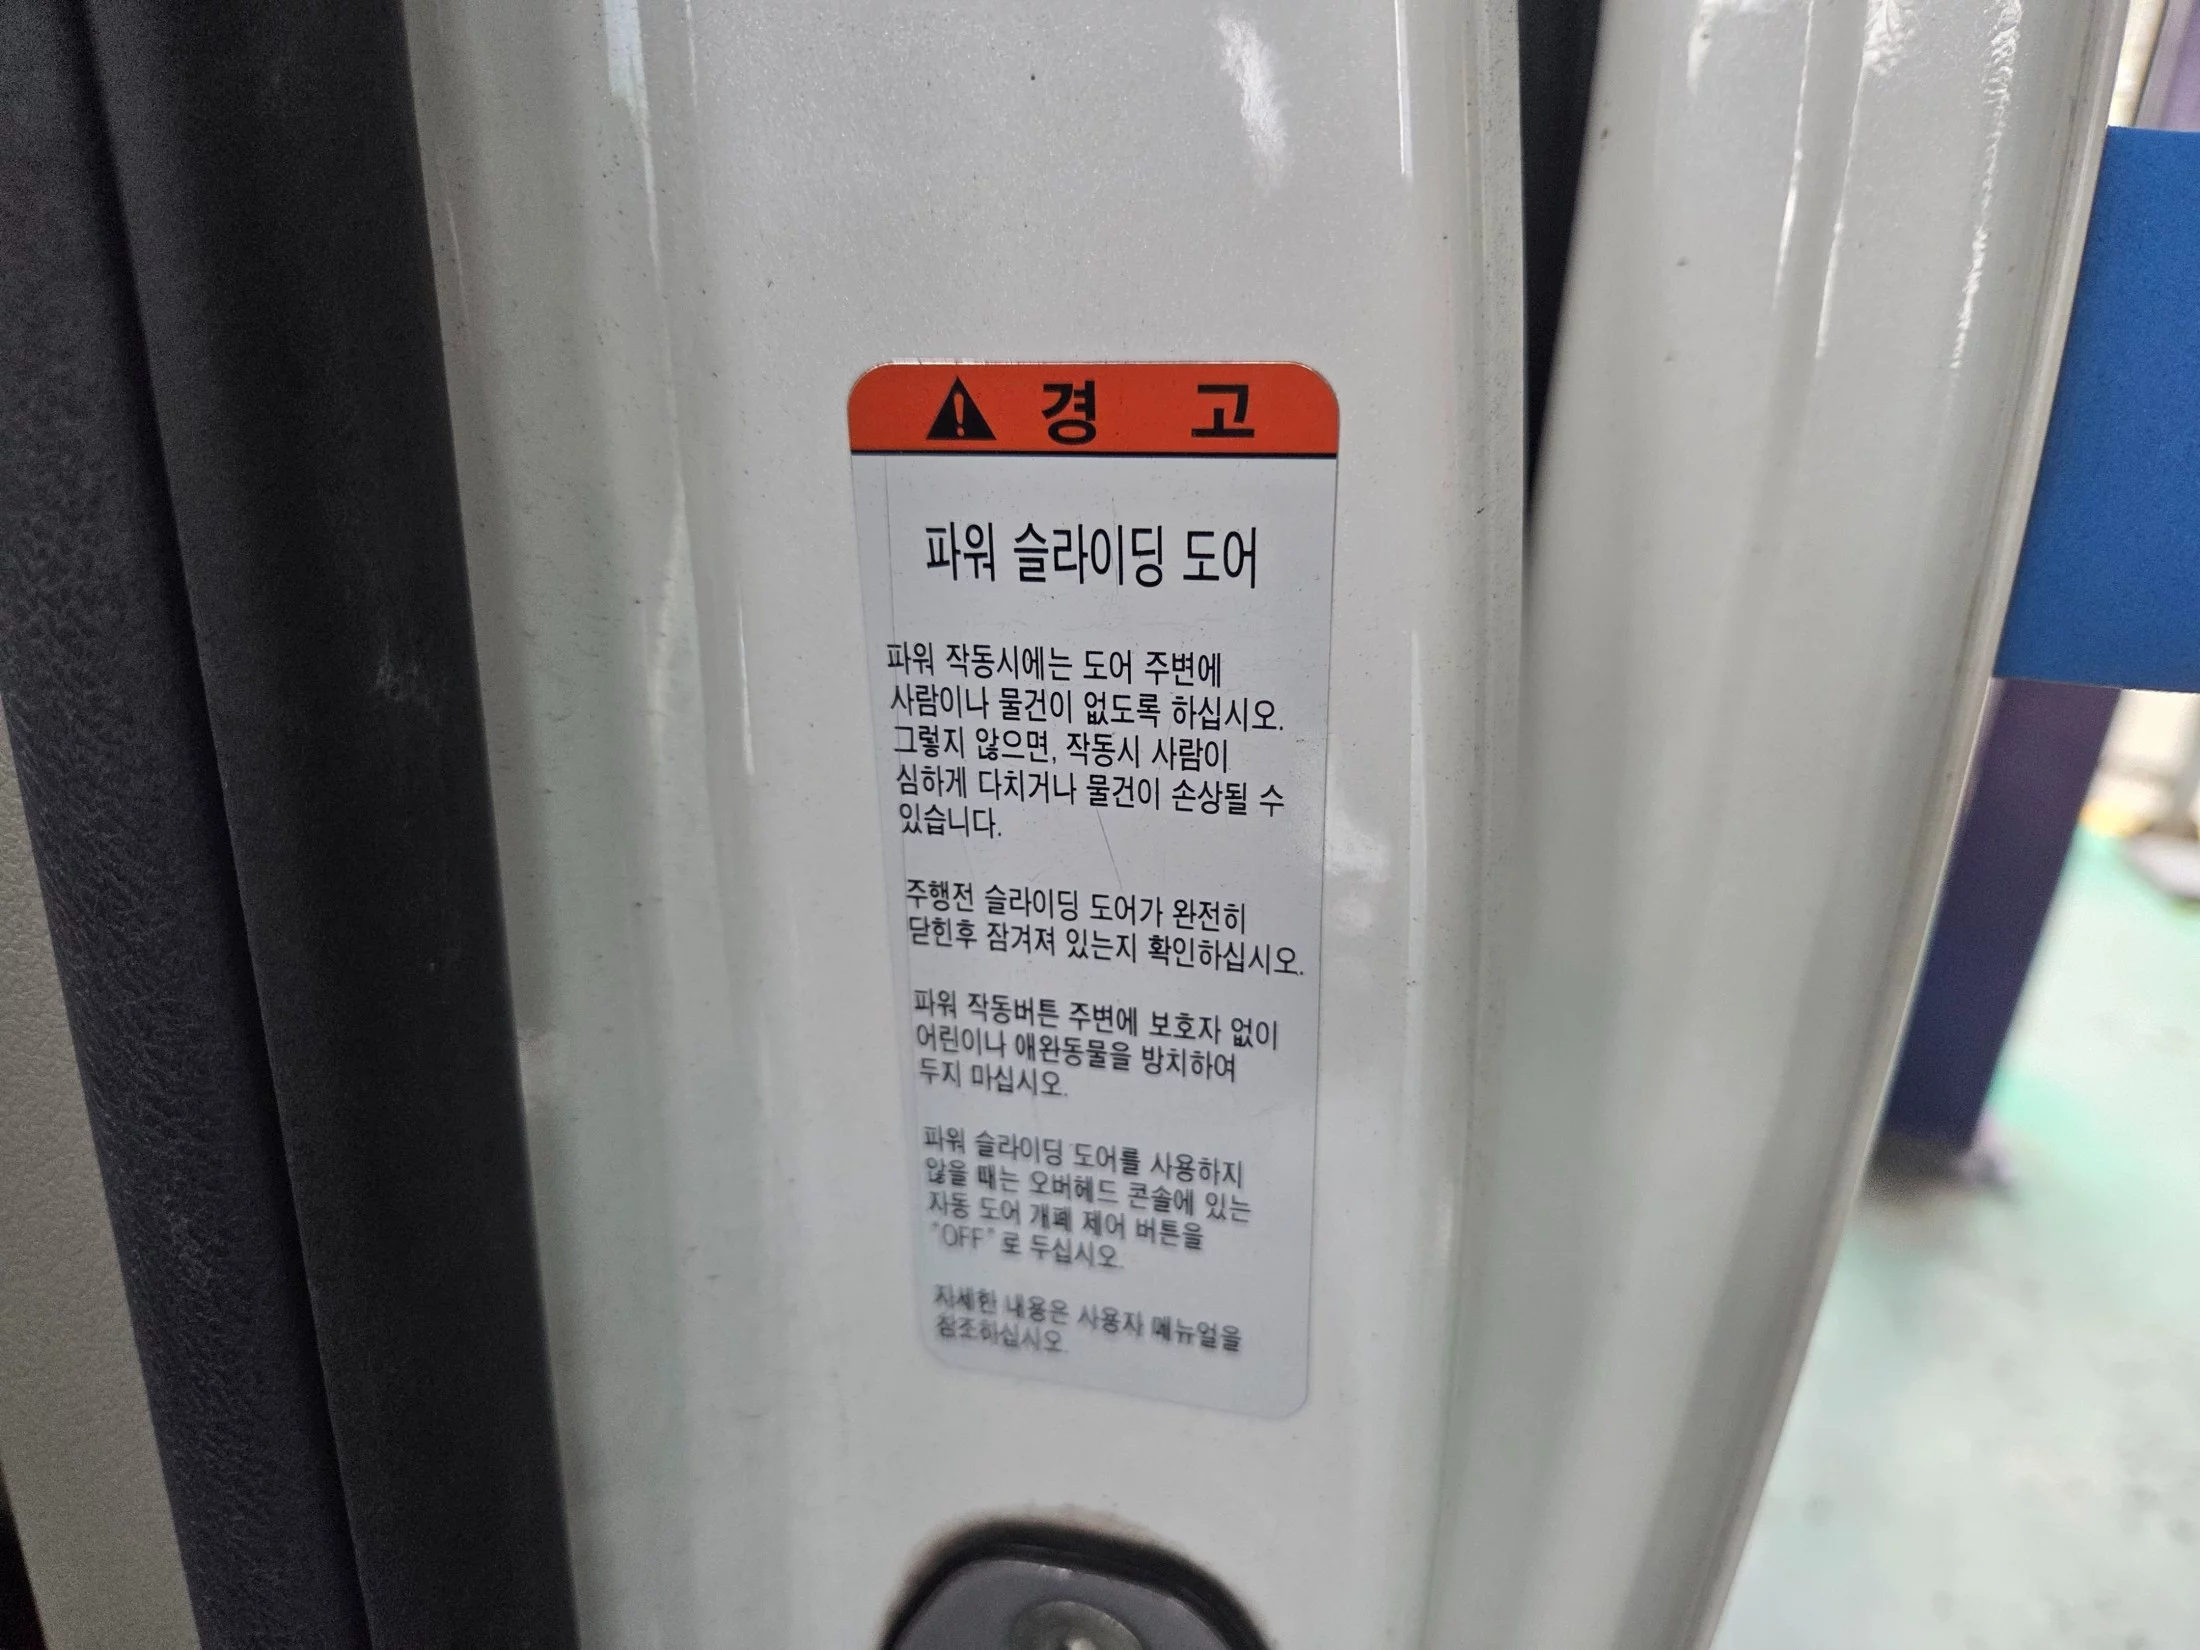 경 고
파워 슬라이딩 도어
파워 작동시에는 도어 주변에
사람이나 물건이 없도록 하십시오.
그렇지 않으면, 작동시 사람이
심하게 다치거나 물건이 손상될 수
있습니다.
주행전 슬라이딩 도어가 완전히
닫힌후 잠겨져 있는지 확인하십시오.
파워 작동버튼 주변에 보호자 없이
어린이나 애완동물을 방치하여
두지 마십시오.
파워 슬라이딩 도어를 사용하지
않을 때는 오버헤드 콘솔에 있는
자동 도어 개폐 제어 버튼을
"OFF"로 두십시오.
자세한 내용은 사용자 메뉴얼을
참조하십시오.